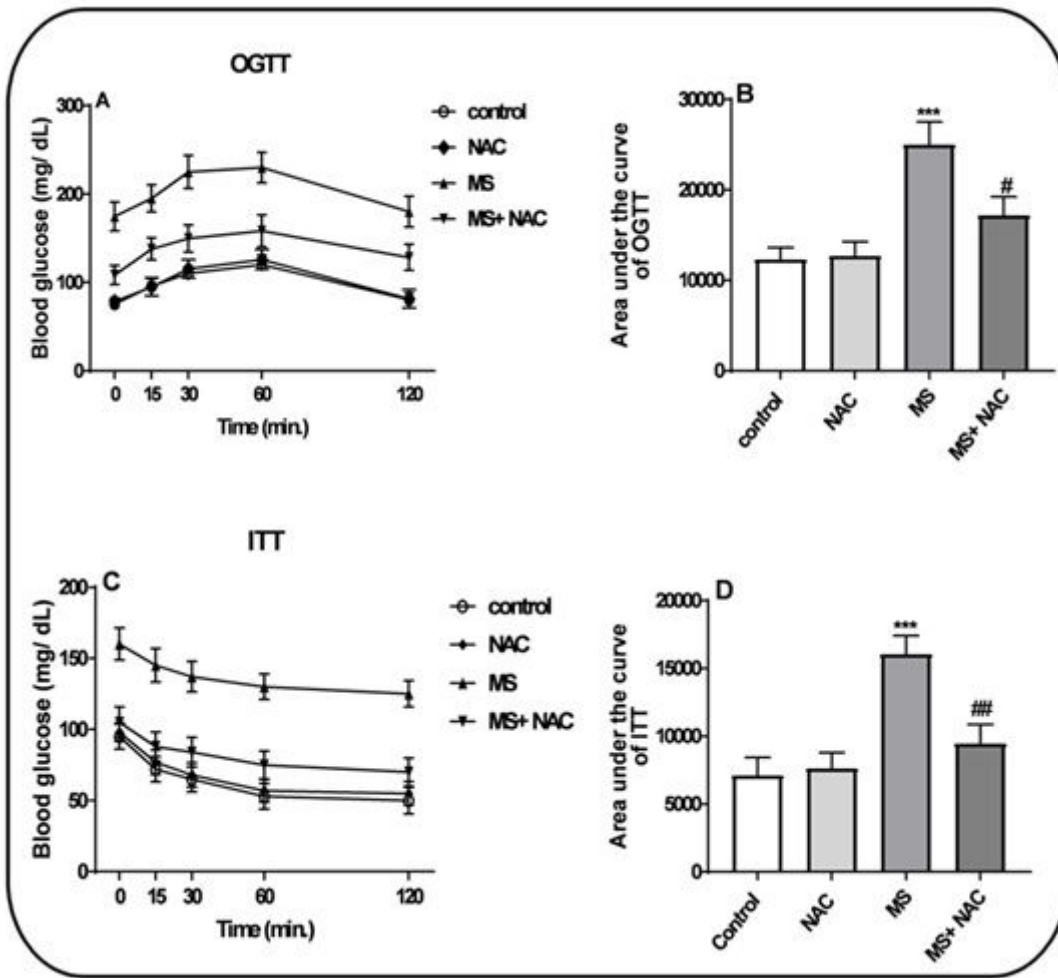 OGTT
A
300
200
100
0
Blood glucose (mg/ dL)
0 15 30 60 120
Time (min.)
control
NAC
MS
MS+ NAC
B
30000
20000
10000
0
Area under the curve
of OGTT
***
#
control
NAC
MS
MS+ NAC
ITT
C
200
150
100
50
0
Blood glucose (mg/ dL)
0 15 30 60 120
Time (min.)
control
NAC
MS
MS+ NAC
D
20000
15000
10000
5000
0
Area under the curve
of ITT
***
##
Control
NAC
MS
MS+ NAC